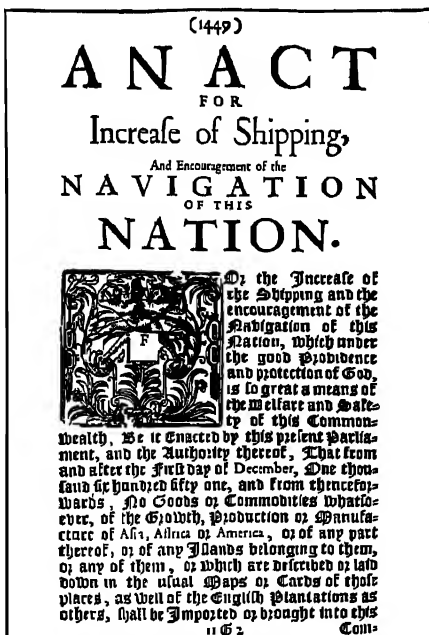 (1449)
AN ACT
FOR
Increaſe of Shipping,
And Encouragement of the
NAVIGATION
OF THIS
NATION.
FOr the Increaſe of
the Shipping and the
encouragement of the
Navigation of this
Nation, which under
the good Providence
and protection of God,
is ſo great a means of
the Welfare and Safe-
ty of this Common-
wealth, Be it Enacted by this preſent Parlia-
ment, and the Authority thereof, That from
and after the Firſt day of December, One thou-
ſand ſix hundred fifty one, and from thencefor-
wards, No Goods or Commodities whatſo-
ever, of the Growth, Production or Manufa-
cture of Aſia, Africa or America, or of any part
thereof, or of any Iſlands belonging to them,
or any of them, or which are deſcribed or laid
down in the uſual Maps or Cards of thoſe
places, as well of the Engliſh Plantations as
others, ſhall be Imported or brought into this
11 G 2 Com-